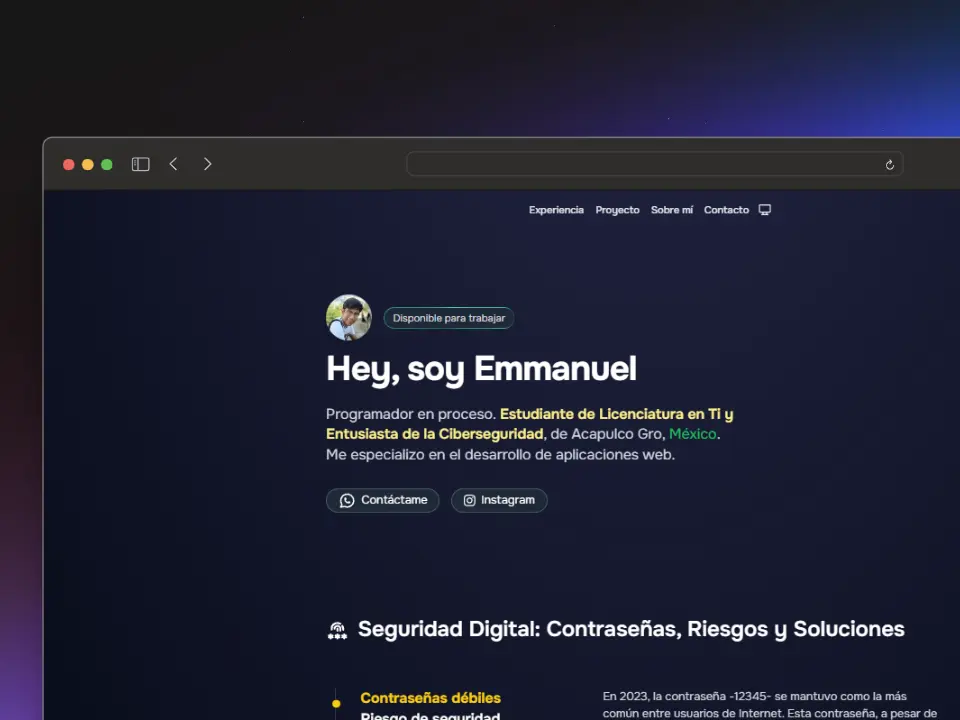 Experiencia Proyecto Sobre mí Contacto
Disponible para trabajar
Hey, soy Emmanuel
Programador en proceso. Estudiante de Licenciatura en Ti y
Entusiasta de la Ciberseguridad, de Acapulco Gro, México.
Me especializo en el desarrollo de aplicaciones web.
Contáctame Instagram
Seguridad Digital: Contraseñas, Riesgos y Soluciones
Contraseñas débiles
Riesgo de seguridad
En 2023, la contraseña -12345- se mantuvo como la más
común entre usuarios de Internet. Esta contraseña, a pesar de